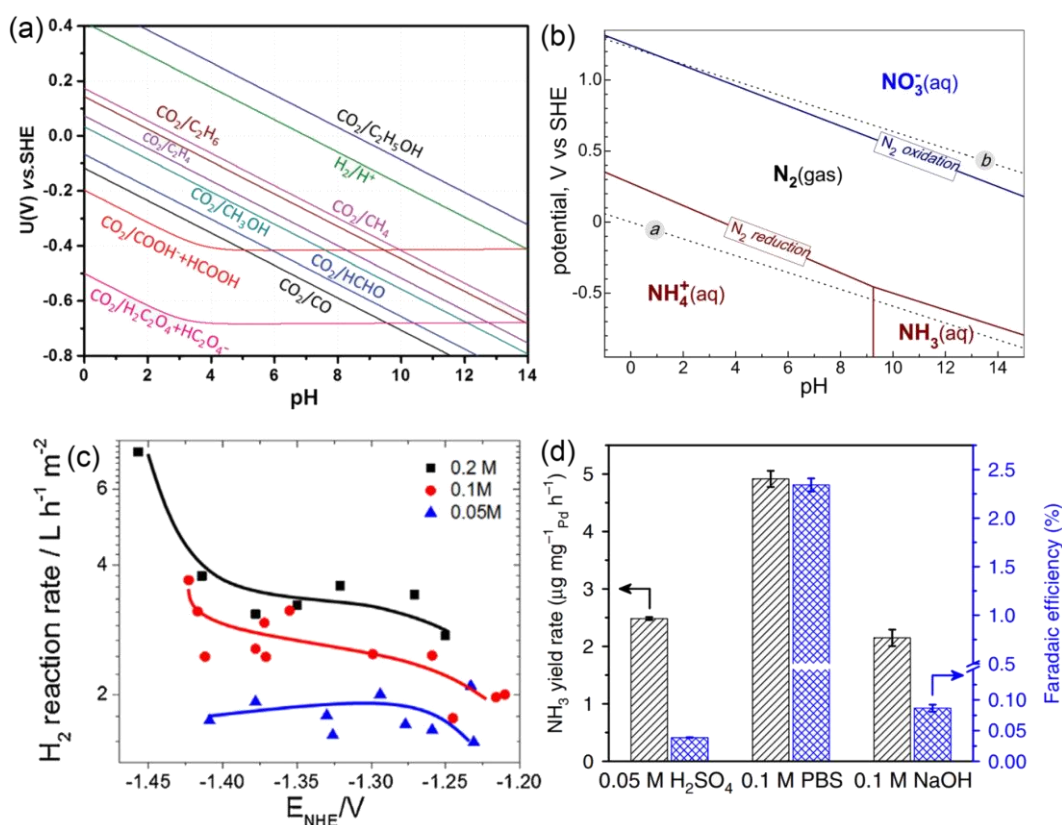 (a)
U(V) vs.SHE
0.4
0.2
0.0
-0.2
-0.4
-0.6
-0.8
CO₂/C₂H₆
CO₂/C₂H₄
CO₂/C₂H₅OH
H₂/H⁺
CO₂/CH₃OH
CO₂/CH₄
CO₂/COOH⁻+HCOOH
CO₂/HCHO
CO₂/CO
CO₂/H₂C₂O₄+HC₂O₄-
0 2 4 6 8 10 12 14
pH
(b)
potential, V vs SHE
1.0
0.5
0
-0.5
NO₃⁻(aq)
b
N₂ oxidation
N₂(gas)
a
N₂ reduction
NH₄⁺(aq)
NH₃(aq)
0 2 4 6 8 10 12 14
pH
(c)
H₂ reaction rate / L h⁻¹ m⁻²
6
4
2
0.2 M
0.1M
0.05M
-1.45 -1.40 -1.35 -1.30 -1.25 -1.20
E_NHE/V
(d)
NH₃ yield rate (µg mg⁻¹_Pd h⁻¹)
5
4
3
2
1
0
2.5
2.0
1.5
1.0
0.5
0.10
0.05
0.00
Faradaic efficiency (%)
0.05 M H₂SO₄ 0.1 M PBS 0.1 M NaOH